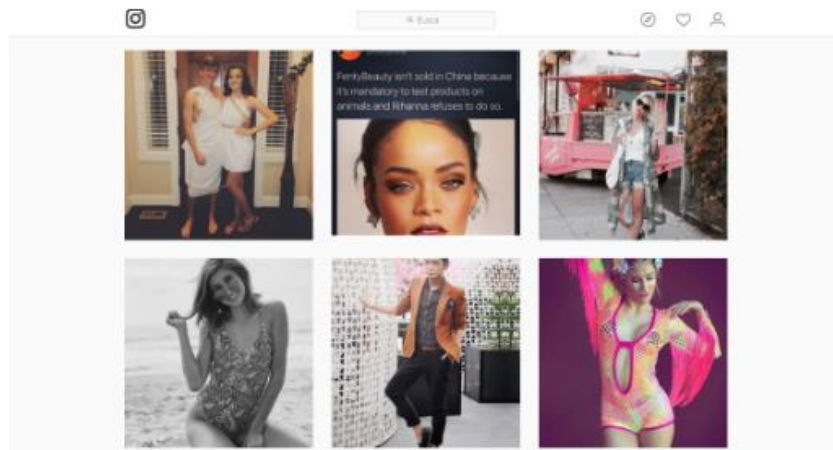 FentyBeauty isn't sold in China because
it's mandatory to test products on
animals and Rihanna refuses to do so.